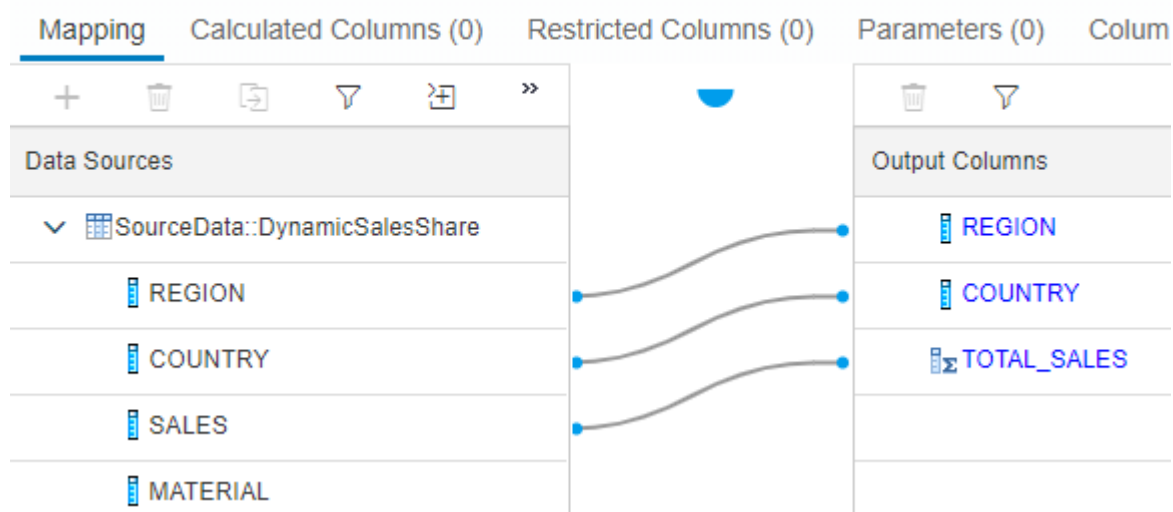 Mapping Calculated Columns (0) Restricted Columns (0) Parameters (0) Colum
»
Data Sources Output Columns
SourceData::DynamicSalesShare REGION
REGION COUNTRY
COUNTRY TOTAL_SALES
SALES
MATERIAL